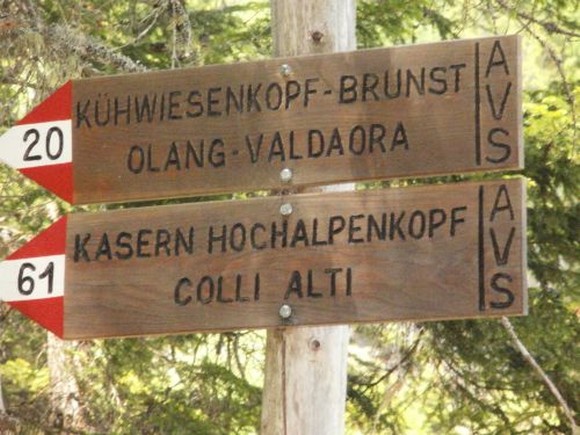 20 KÜHWIESENKOPF-BRUNST
OLANG-VALDAORA
AVS
61 KASERN HOCHALPENKOPF
COLLI ALTI
AVS